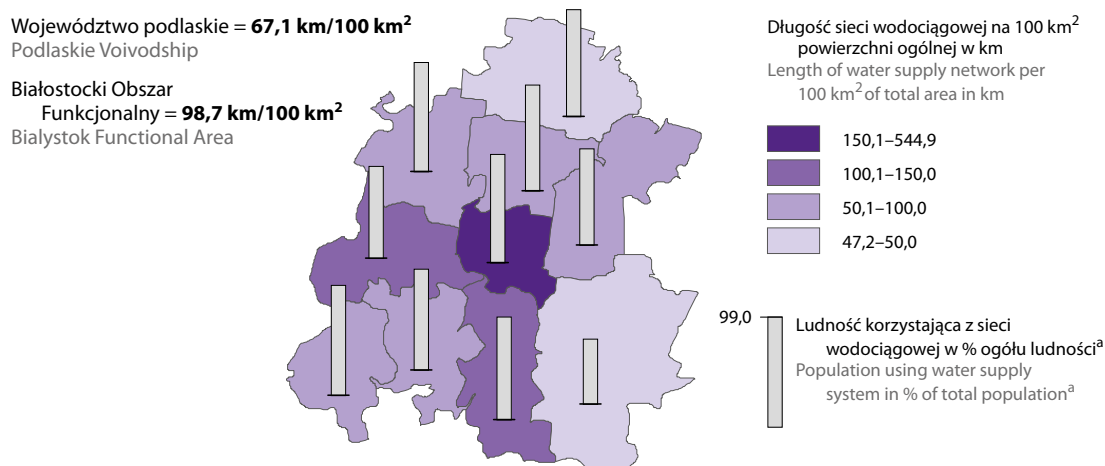 Województwo podlaskie = 67,1 km/100 km²
Podlaskie Voivodship
Białostocki Obszar
Funkcjonalny = 98,7 km/100 km²
Bialystok Functional Area
Długość sieci wodociągowej na 100 km²
powierzchni ogólnej w km
Length of water supply network per
100 km² of total area in km
150,1–544,9
100,1–150,0
50,1–100,0
47,2–50,0
99,0
Ludność korzystająca z sieci
wodociągowej w % ogółu ludnościᵃ
Population using water supply
system in % of total populationᵃ